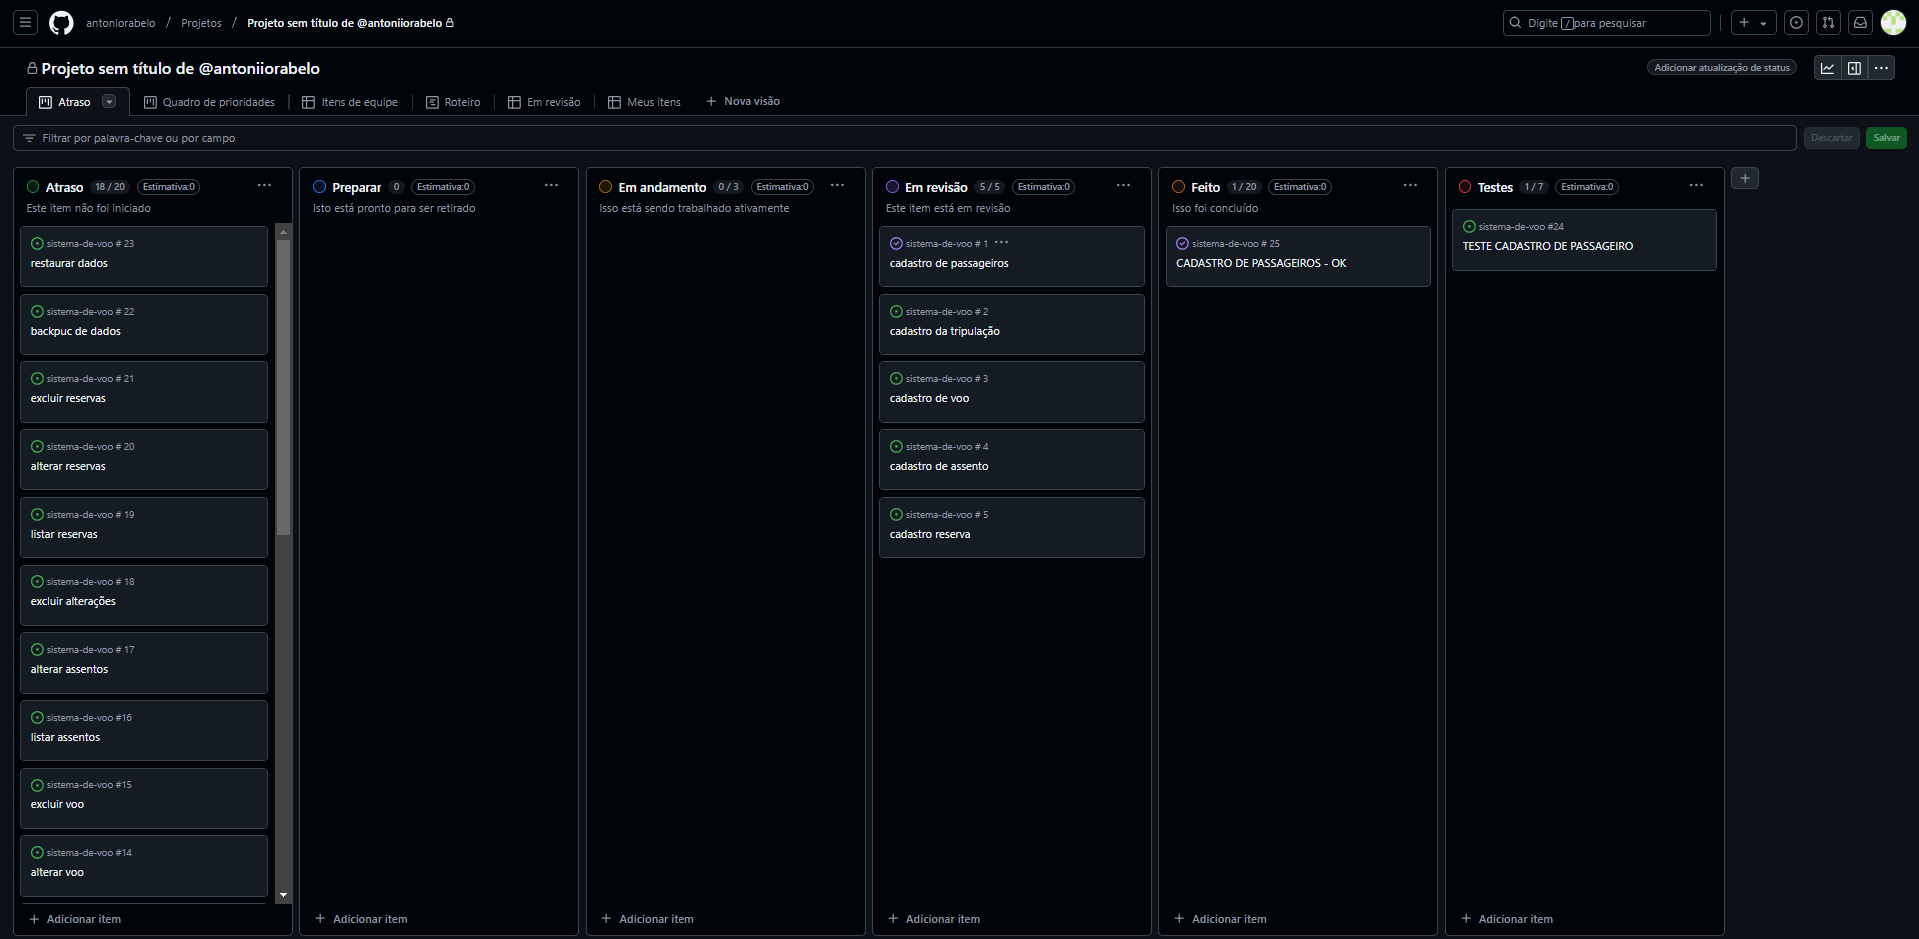 antoniorabelo / Projetos / Projeto sem título de @antoniiorabelo
Digite / para pesquisar
Projeto sem título de @antoniiorabelo
Adicionar atualização de status
Atraso
Quadro de prioridades
Itens de equipe
Roteiro
Em revisão
Meus itens
Nova visão
Filtrar por palavra-chave ou por campo
Descartar
Salvar
Atraso 18 / 20 Estimativa:0
Este item não foi iniciado
sistema-de-voo # 23
restaurar dados
sistema-de-voo # 22
backpuc de dados
sistema-de-voo # 21
excluir reservas
sistema-de-voo # 20
alterar reservas
sistema-de-voo # 19
listar reservas
sistema-de-voo # 18
excluir alterações
sistema-de-voo # 17
alterar assentos
sistema-de-voo #16
listar assentos
sistema-de-voo #15
excluir voo
sistema-de-voo #14
alterar voo
+ Adicionar item
Preparar 0 Estimativa:0
Isto está pronto para ser retirado
+ Adicionar item
Em andamento 0 / 3 Estimativa:0
Isso está sendo trabalhado ativamente
+ Adicionar item
Em revisão 5 / 5 Estimativa:0
Este item está em revisão
sistema-de-voo # 1
cadastro de passageiros
sistema-de-voo # 2
cadastro da tripulação
sistema-de-voo # 3
cadastro de voo
sistema-de-voo # 4
cadastro de assento
sistema-de-voo # 5
cadastro reserva
+ Adicionar item
Feito 1 / 20 Estimativa:0
Isso foi concluído
sistema-de-voo # 25
CADASTRO DE PASSAGEIROS - OK
+ Adicionar item
Testes 1 / 7 Estimativa:0
sistema-de-voo #24
TESTE CADASTRO DE PASSAGEIRO
+ Adicionar item